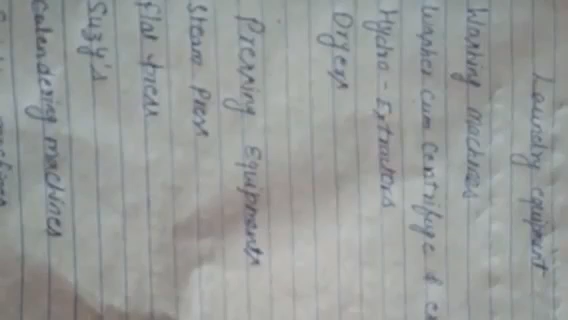 Laundry equipment
Washing machines
Washer cum centrifuge &
Hydro-Extractors
Dryers
Pressing Equipments
Steam Press
flat press
Suzy's
calendering machines
machines